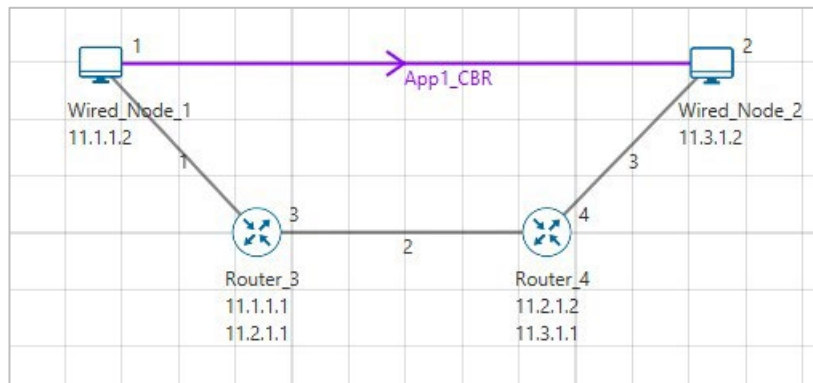 1
2
App1_CBR
Wired_Node_1
11.1.1.2
Wired_Node_2
11.3.1.2
1
3
3
4
2
Router_3
11.1.1.1
11.2.1.1
Router_4
11.2.1.2
11.3.1.1